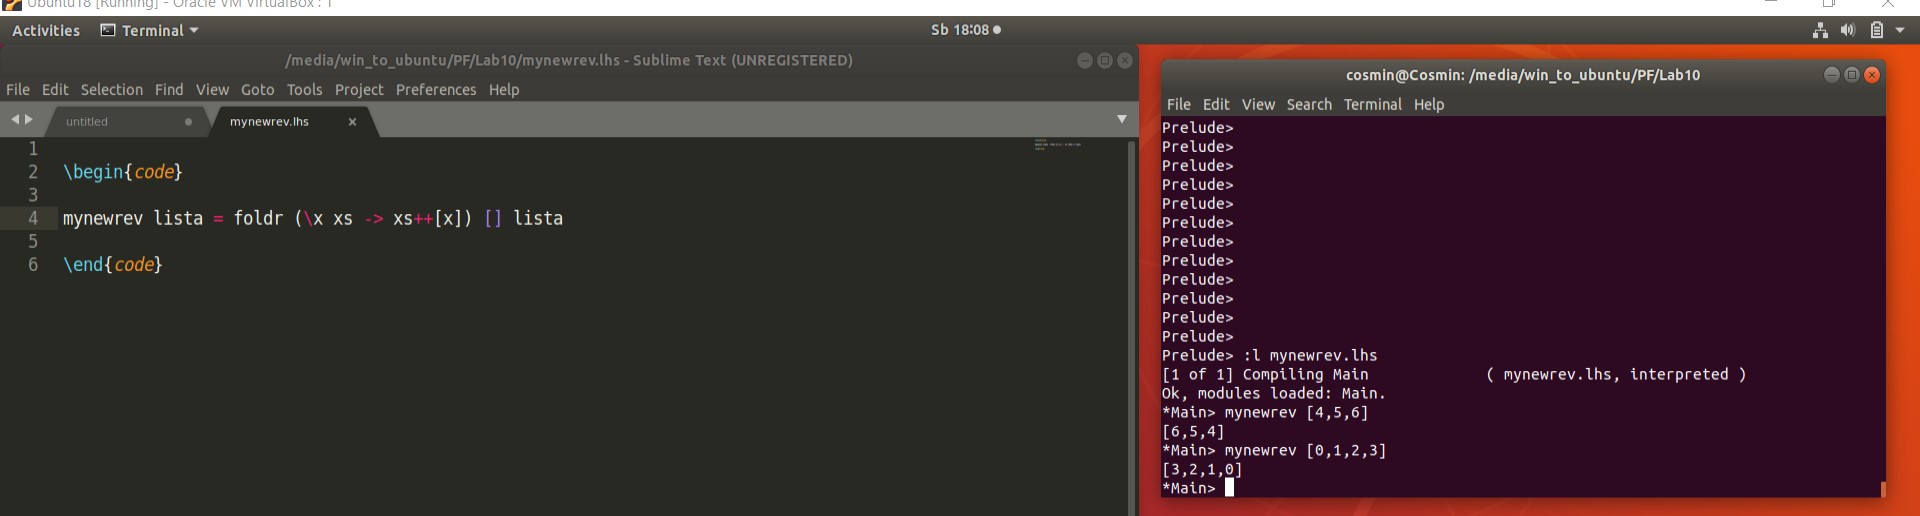 Ubuntu18 [Running] - Oracle VM VirtualBox : 1
Activities Terminal Sb 18:08
/media/win_to_ubuntu/PF/Lab10/mynewrev.lhs - Sublime Text (UNREGISTERED)
File Edit Selection Find View Goto Tools Project Preferences Help
untitled mynewrev.lhs
1
2 \begin{code}
3
4 mynewrev lista = foldr (\x xs -> xs++[x]) [] lista
5
6 \end{code}
cosmin@Cosmin: /media/win_to_ubuntu/PF/Lab10
File Edit View Search Terminal Help
Prelude>
Prelude>
Prelude>
Prelude>
Prelude>
Prelude>
Prelude>
Prelude>
Prelude>
Prelude>
Prelude>
Prelude>
Prelude> :l mynewrev.lhs
[1 of 1] Compiling Main ( mynewrev.lhs, interpreted )
Ok, modules loaded: Main.
*Main> mynewrev [4,5,6]
[6,5,4]
*Main> mynewrev [0,1,2,3]
[3,2,1,0]
*Main>